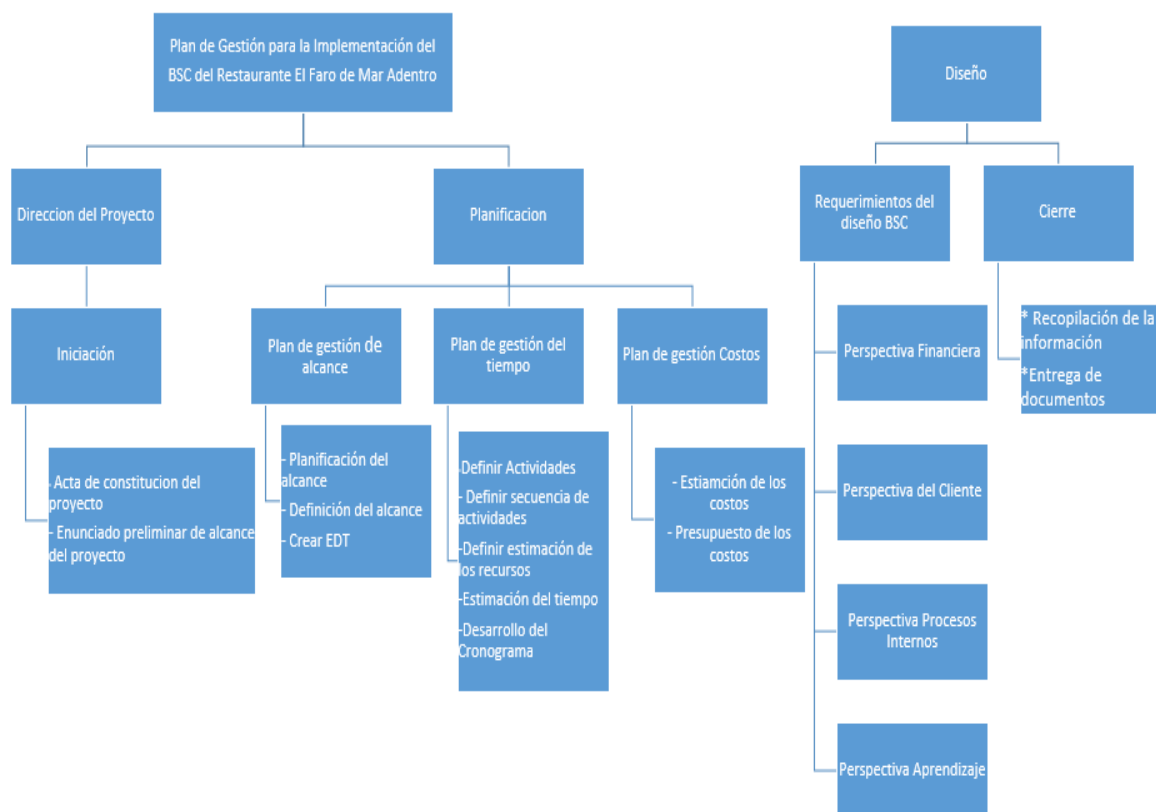 Plan de Gestión para la Implementación del
BSC del Restaurante El Faro de Mar Adentro
Direccion del Proyecto
Planificacion
Iniciación
Plan de gestión de
alcance
Plan de gestión del
tiempo
Plan de gestión Costos
- Acta de constitucion del
proyecto
- Enunciado preliminar de alcance
del proyecto
- Planificación del
alcance
- Definición del alcance
- Crear EDT
-Definir Actividades
- Definir secuencia de
actividades
-Definir estimación de
los recursos
-Estimación del tiempo
-Desarrollo del
Cronograma
- Estiamción de los
costos
- Presupuesto de los
costos
Diseño
Requerimientos del
diseño BSC
Cierre
Perspectiva Financiera
Perspectiva del Cliente
Perspectiva Procesos
Internos
Perspectiva Aprendizaje
* Recopilación de la
información
*Entrega de
documentos